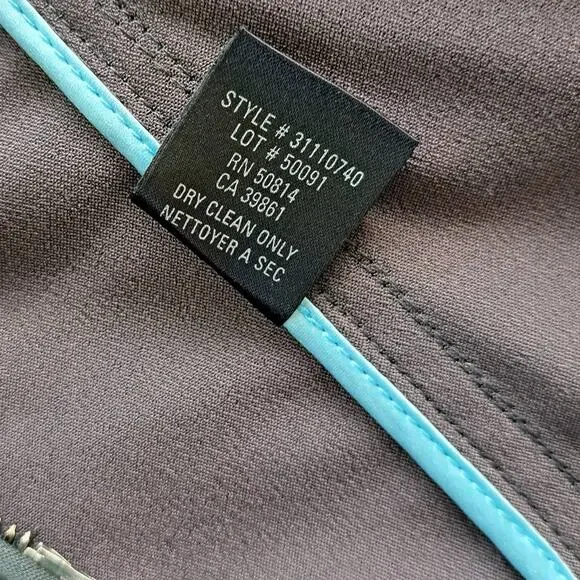 STYLE # 31110740
LOT # 50091
RN 50814
CA 39861
DRY CLEAN ONLY
NETTOYER A SEC